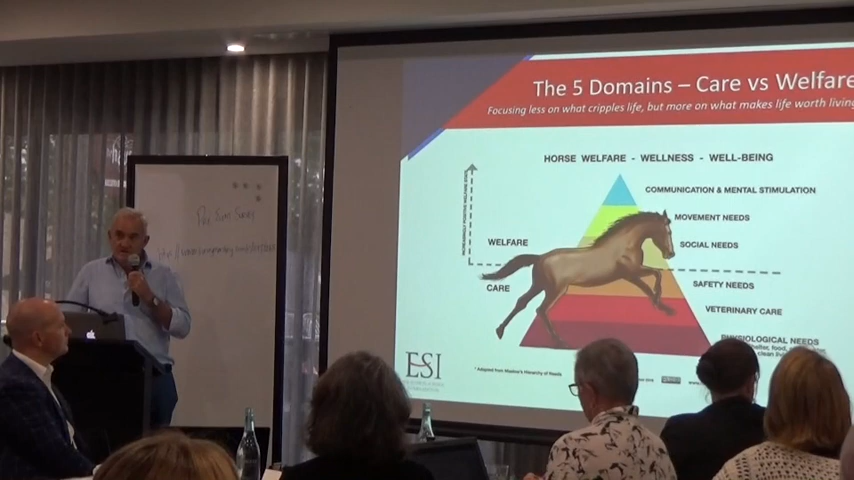 The 5 Domains – Care vs Welfare
Focusing less on what cripples life, but more on what makes life worth living
HORSE WELFARE - WELLNESS - WELL-BEING
COMMUNICATION & MENTAL STIMULATION
MOVEMENT NEEDS
SOCIAL NEEDS
WELFARE
CARE
SAFETY NEEDS
VETERINARY CARE
PHYSIOLOGICAL NEEDS
food,
clean
ESI
* Adapted from Maslow's Hierarchy of Needs